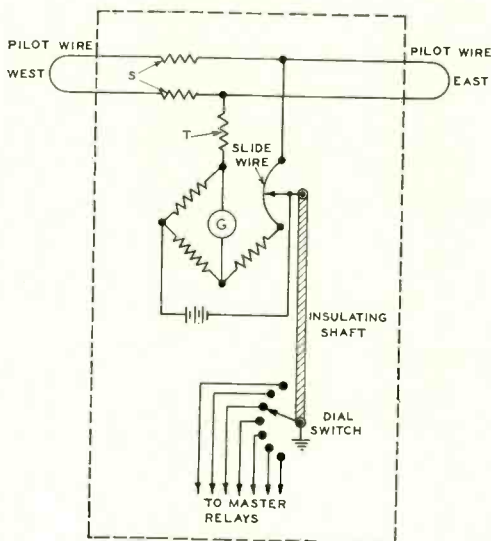 PILOT WIRE
WEST
S
PILOT WIRE
EAST
T
SLIDE
WIRE
G
INSULATING
SHAFT
DIAL
SWITCH
TO MASTER
RELAYS